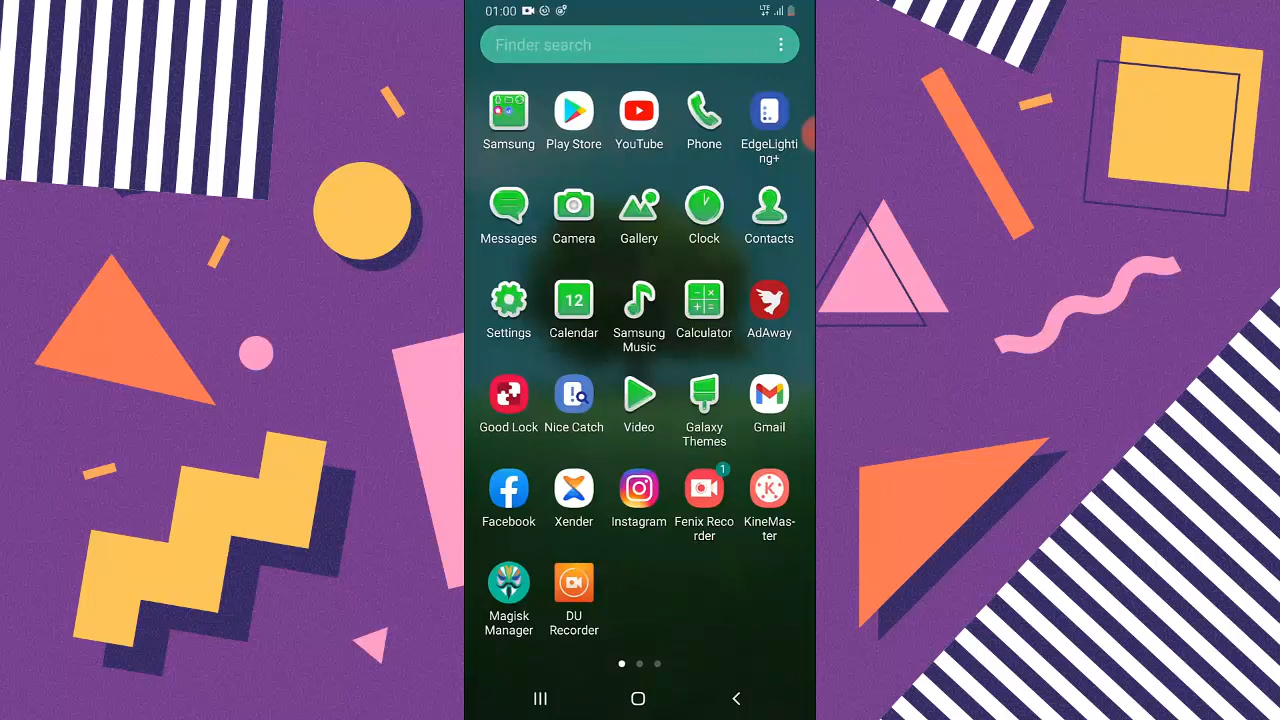 01:00
LTE
Finder search
Samsung
Play Store
YouTube
Phone
EdgeLighti
ng+
Messages
Camera
Gallery
Clock
Contacts
Settings
12
Calendar
Samsung
Music
Calculator
AdAway
Good Lock
Nice Catch
Video
Galaxy
Themes
Gmail
Facebook
Xender
Instagram
1
Fenix Reco
rder
K
KineMas-
ter
Magisk
Manager
DU
Recorder